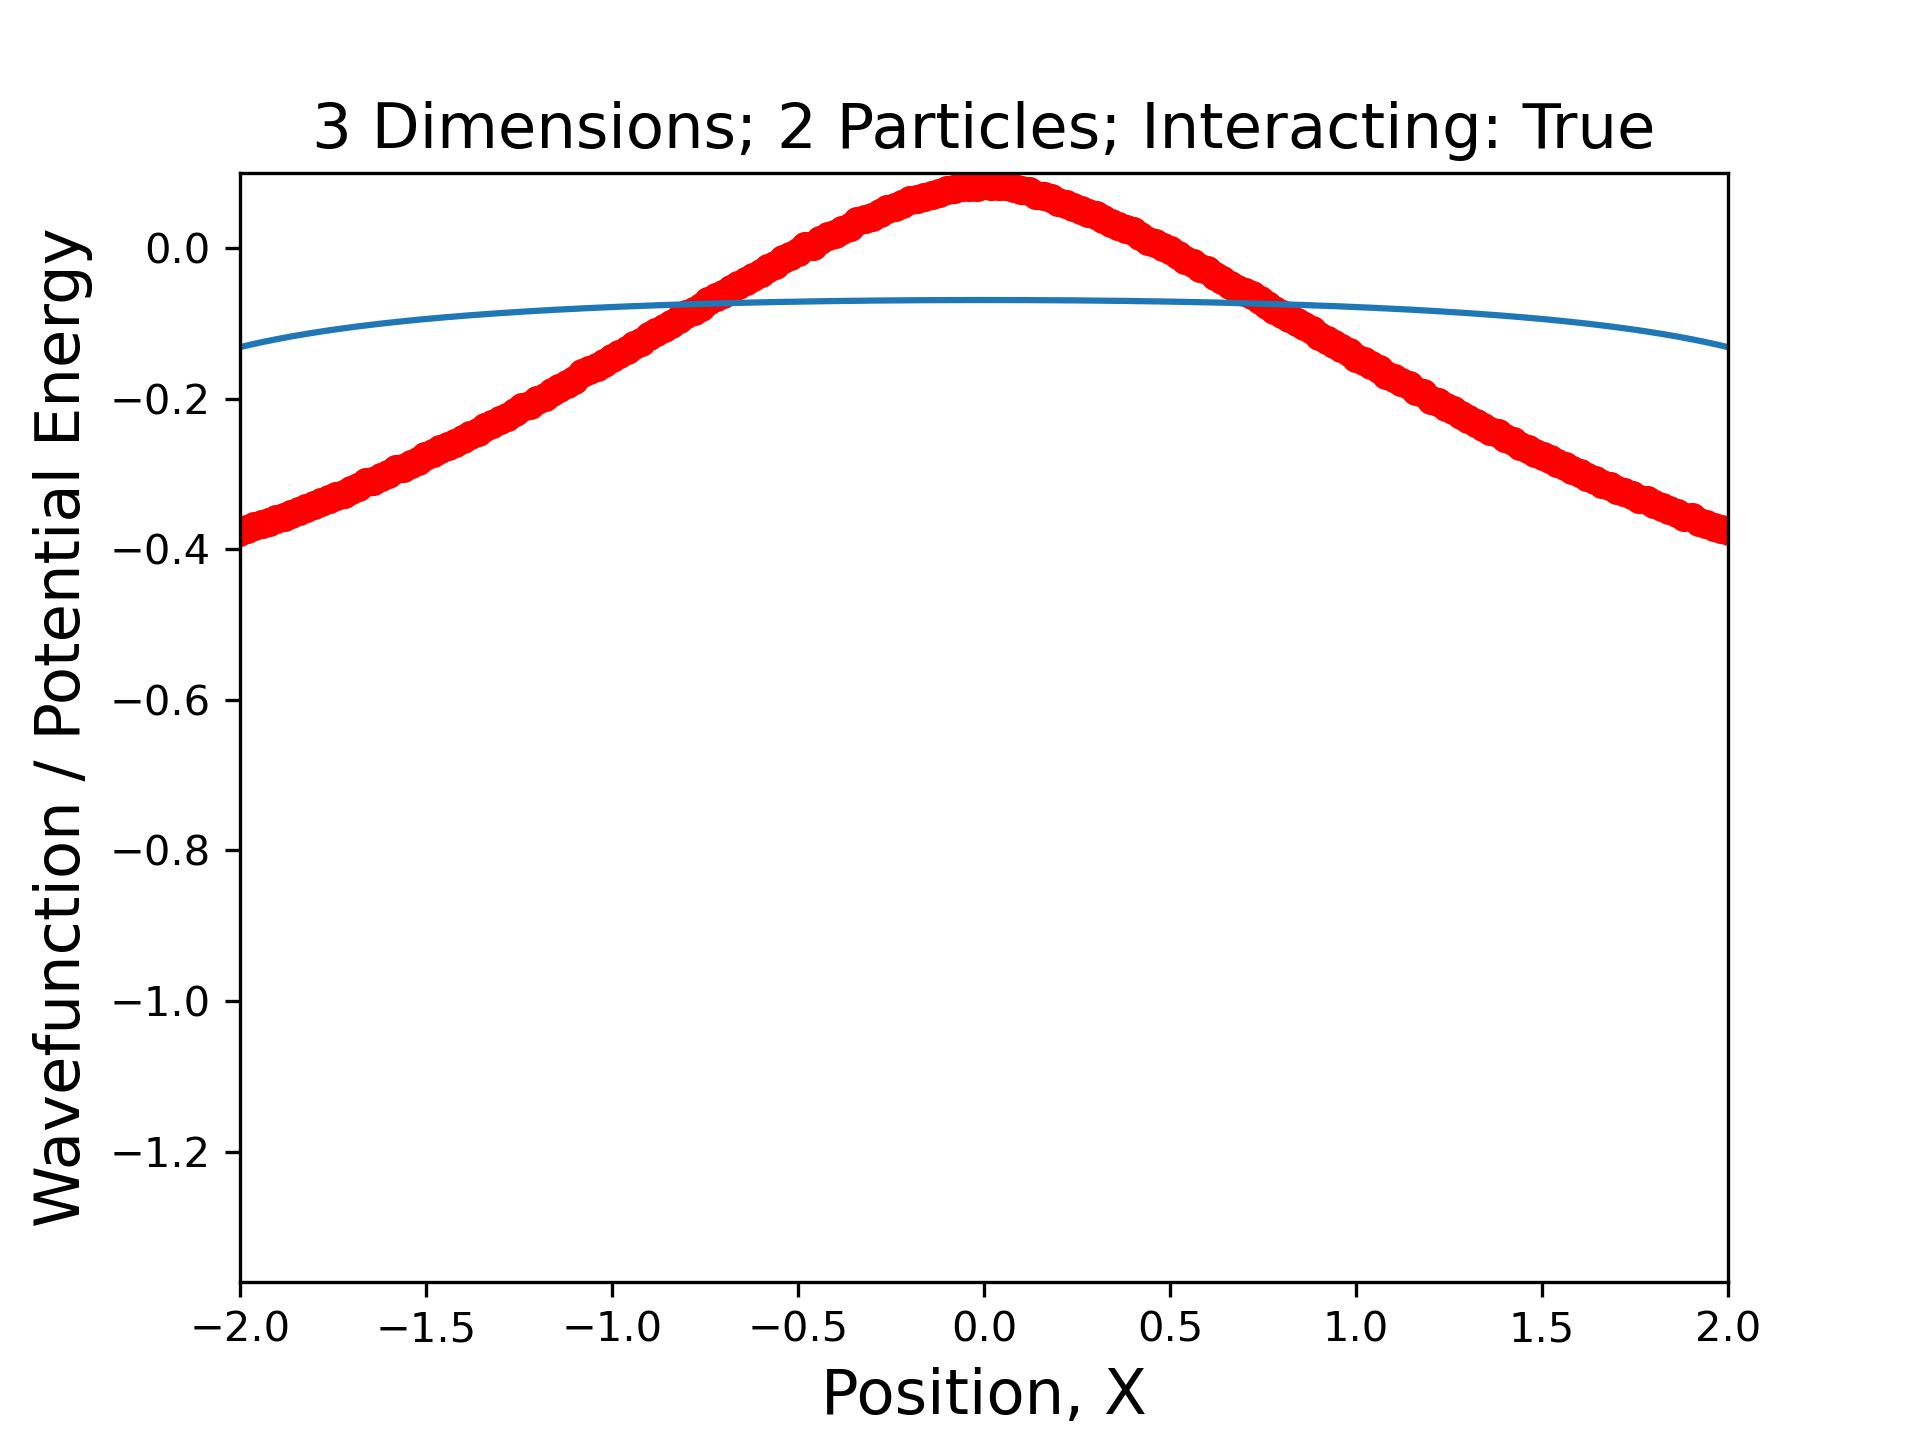 3 Dimensions; 2 Particles; Interacting: True
Wavefunction / Potential Energy
0.0
−0.2
−0.4
−0.6
−0.8
−1.0
−1.2
−2.0 −1.5 −1.0 −0.5 0.0 0.5 1.0 1.5 2.0
Position, X